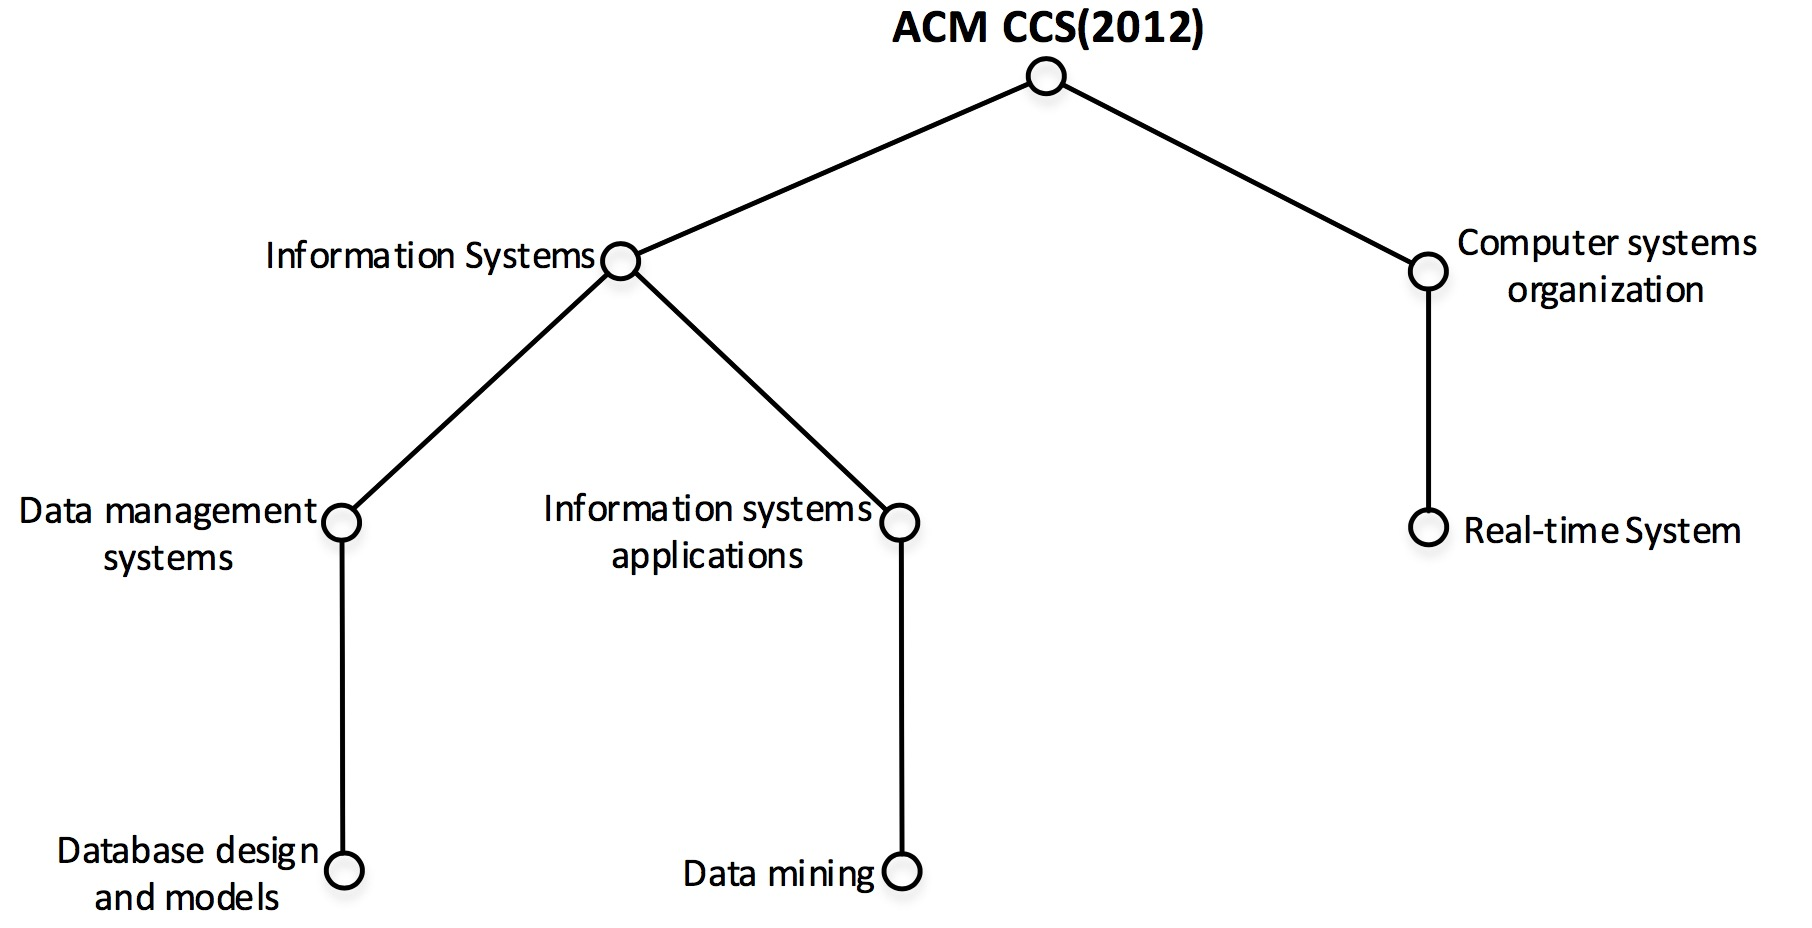 ACM CCS(2012)
Information Systems
Computer systems
organization
Data management
systems
Information systems
applications
Real-time System
Database design
and models
Data mining